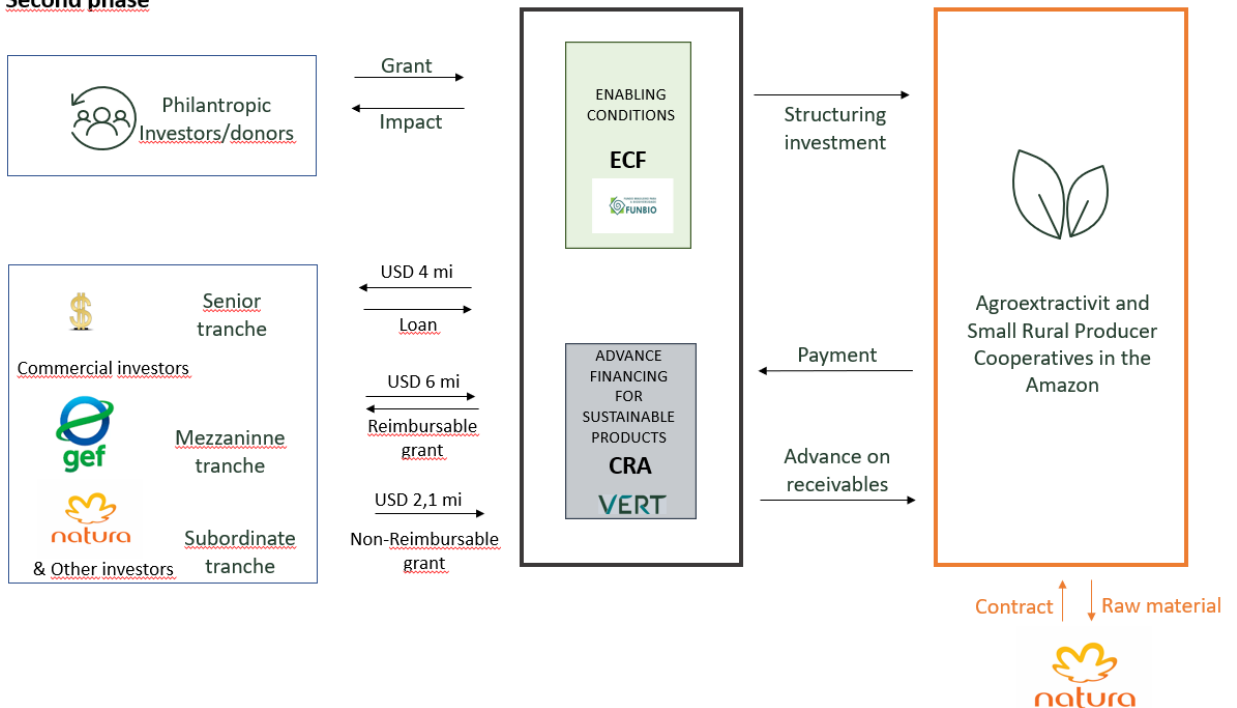 Second phase
Philantropic
Investors/donors
Grant
Impact
ENABLING
CONDITIONS
ECF
FUNBIO
Structuring
investment
Senior
tranche
Commercial investors
gef
Mezzaninne
tranche
natura
Subordinate
& Other investors tranche
USD 4 mi
Loan
USD 6 mi
Reimbursable
grant
USD 2,1 mi
Non-Reimbursable
grant
ADVANCE
FINANCING
FOR
SUSTAINABLE
PRODUCTS
CRA
VERT
Payment
Advance on
receivables
Agroextractivit and
Small Rural Producer
Cooperatives in the
Amazon
Contract
Raw material
natura